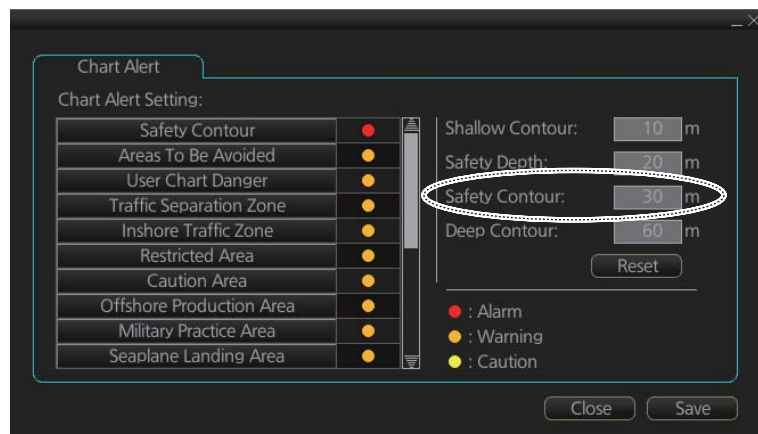 Chart Alert
Chart Alert Setting:
Safety Contour
Areas To Be Avoided
User Chart Danger
Traffic Separation Zone
Inshore Traffic Zone
Restricted Area
Caution Area
Offshore Production Area
Military Practice Area
Seaplane Landing Area
Shallow Contour: 10 m
Safety Depth: 20 m
Safety Contour: 30 m
Deep Contour: 60 m
Reset
: Alarm
: Warning
: Caution
Close
Save